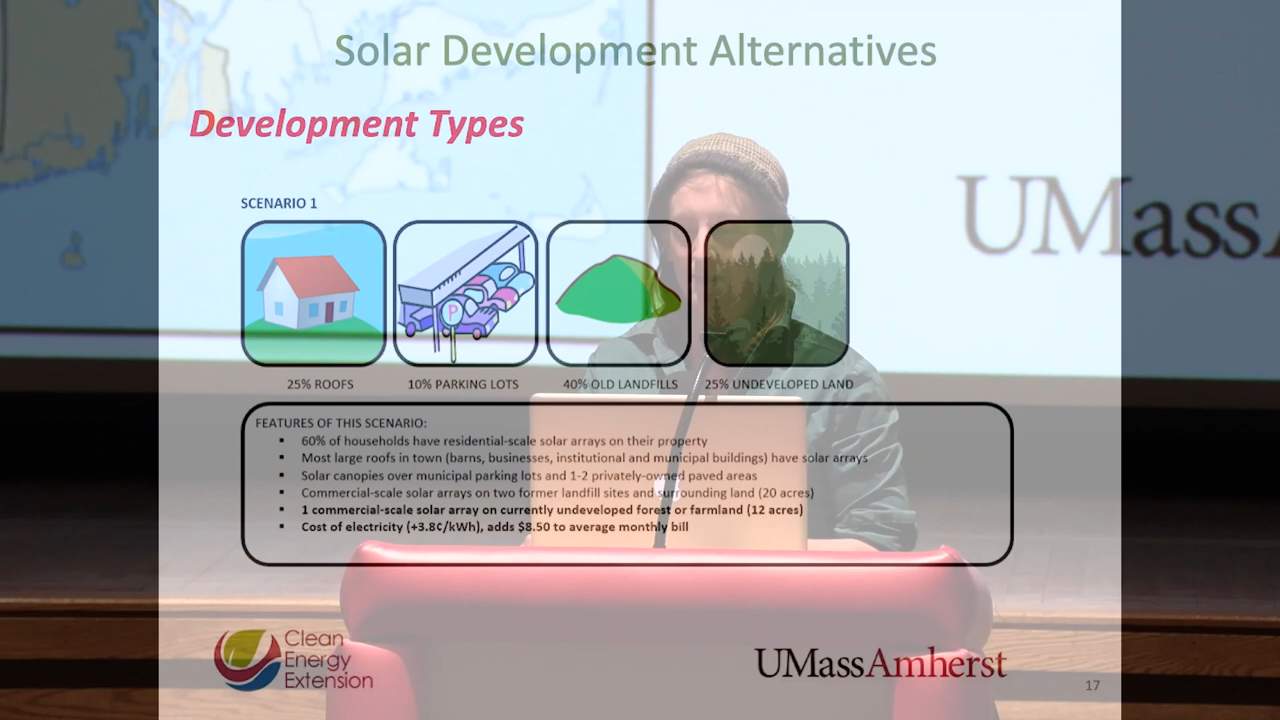 Solar Development Alternatives
Development Types
SCENARIO 1
P
25% ROOFS
10% PARKING LOTS
40% OLD LANDFILLS
25% UNDEVELOPED LAND
FEATURES OF THIS SCENARIO:
▪ 60% of households have residential-scale solar arrays on their property
▪ Most large roofs in town (barns, businesses, institutional and municipal buildings) have solar arrays
▪ Solar canopies over municipal parking lots and 1-2 privately-owned paved areas
▪ Commercial-scale solar arrays on two former landfill sites and surrounding land (20 acres)
▪ 1 commercial-scale solar array on currently undeveloped forest or farmland (12 acres)
▪ Cost of electricity (+3.8¢/kWh), adds $8.50 to average monthly bill
Clean
Energy
Extension
UMassAmherst
17
UMass